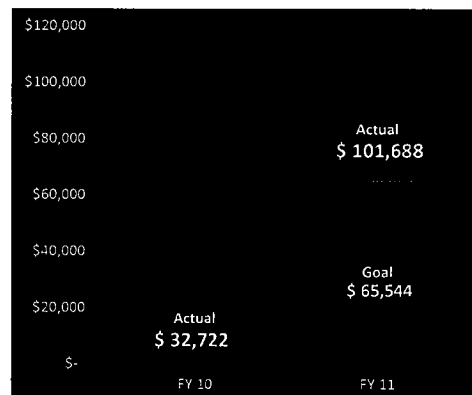 $120,000
$100,000
$80,000
$60,000
$40,000
$20,000
$-
Actual
$ 101,688
Goal
$ 65,544
Actual
$ 32,722
FY 10
FY 11